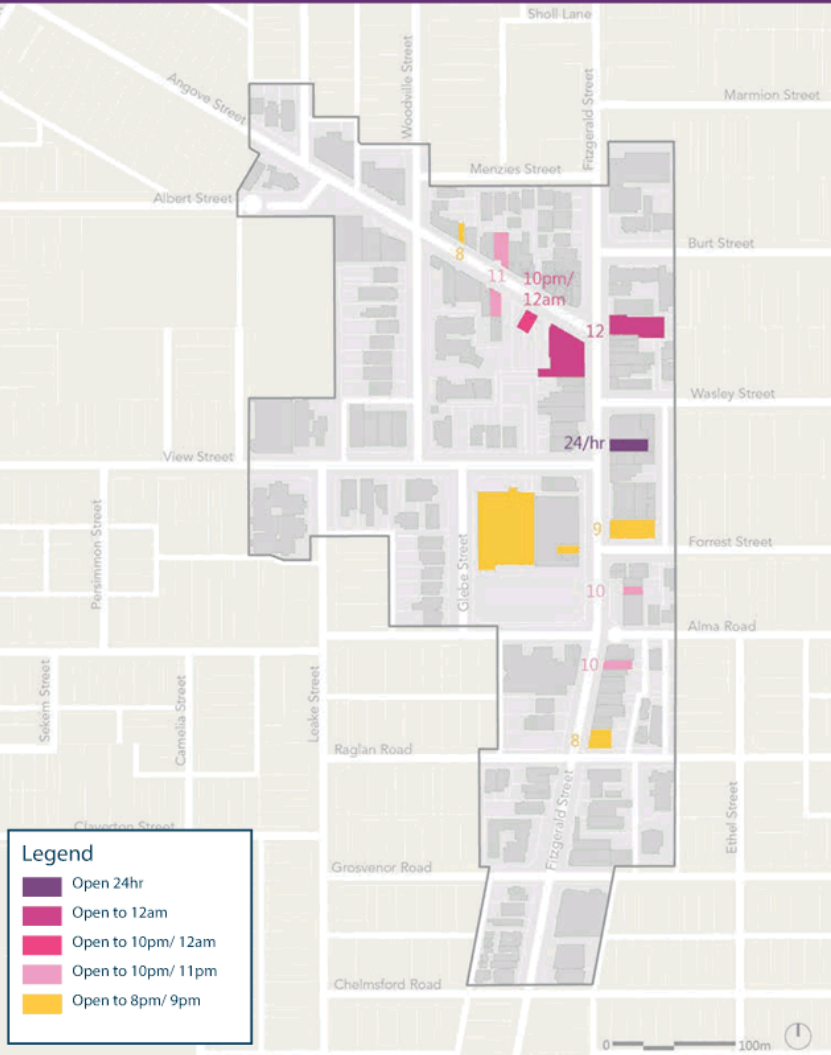 Sholl Lane
Woodville Street
Fitzgerald Street
Angove Street
Marmion Street
Menzies Street
Albert Street
Burt Street
8
11
10pm/
12am
12
Wasley Street
24/hr
View Street
Persimmon Street
Glebe Street
9
Forrest Street
10
Alma Road
10
Sekem Street
Camelia Street
Leake Street
8
Raglan Road
Fitzgerald Street
Ethel Street
Claverton Street
Grosvenor Road
Chelmsford Road
Legend
Open 24hr
Open to 12am
Open to 10pm/ 12am
Open to 10pm/ 11pm
Open to 8pm/ 9pm
0
100m